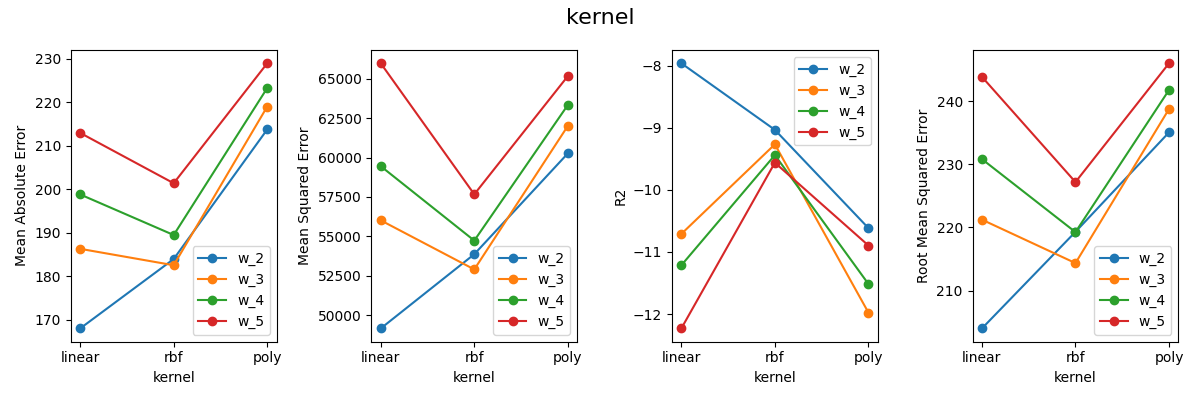 kernel
Mean Absolute Error
230
220
210
200
190
180
170
linear rbf poly
kernel
w_2
w_3
w_4
w_5
Mean Squared Error
65000
62500
60000
57500
55000
52500
50000
linear rbf poly
kernel
w_2
w_3
w_4
w_5
R2
−8
−9
−10
−11
−12
linear rbf poly
kernel
w_2
w_3
w_4
w_5
Root Mean Squared Error
240
230
220
210
linear rbf poly
kernel
w_2
w_3
w_4
w_5